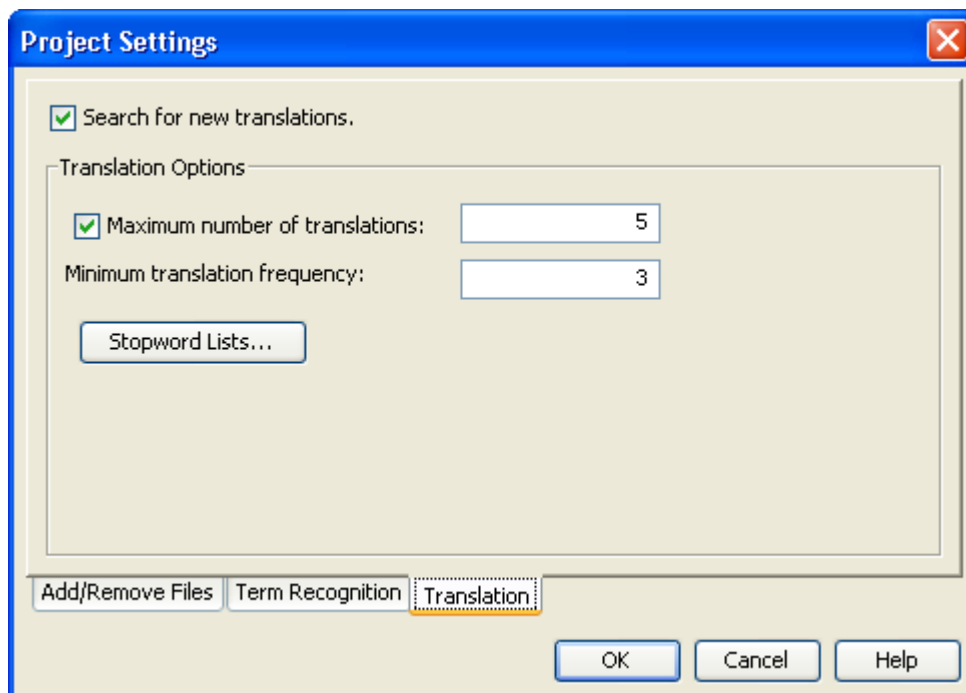 Project Settings
Search for new translations.
Translation Options
Maximum number of translations: 5
Minimum translation frequency: 3
Stopword Lists...
Add/Remove Files Term Recognition Translation
OK Cancel Help